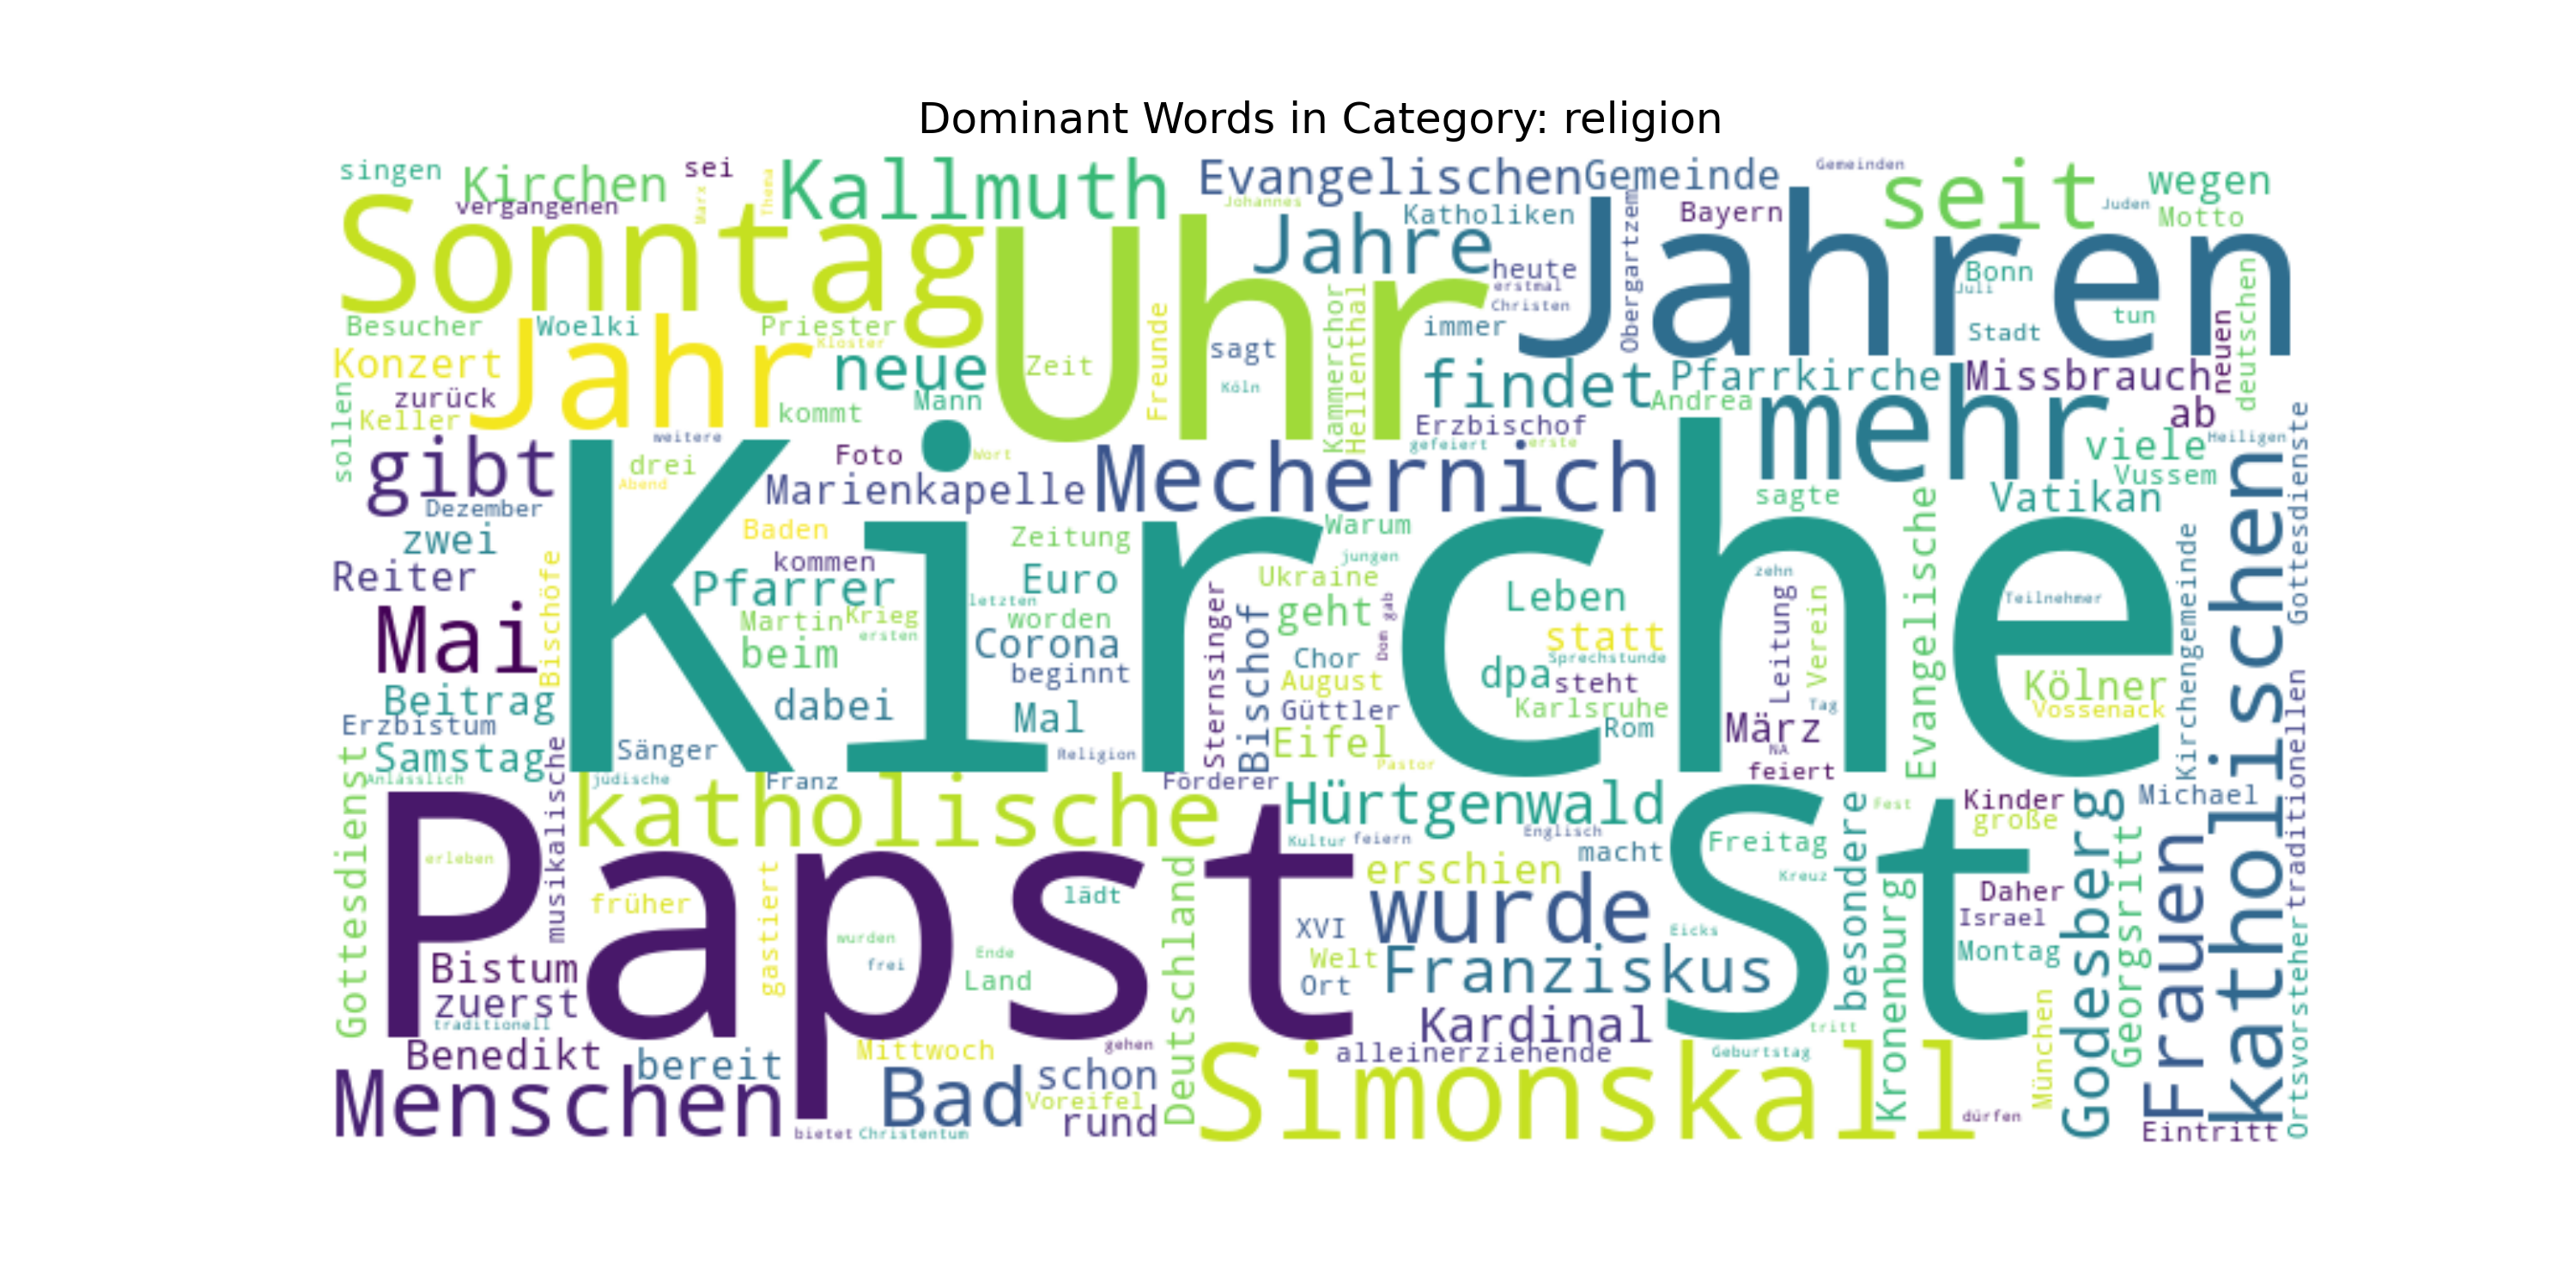 Dominant Words in Category: religion
singen
Kirchen
sei
Marx
Thema
Kallmuth
Evangelischen
Gemeinde
Gemeinden
seit
wegen
vergangenen
Johannes
Katholiken
Bayern
Juden
Motto
Sonntag
Uhr
Jahre
heute
erstmal
Christen
Obergartzem
Jahren
Bonn
Juli
deutschen
Besucher
Woelki
Priester
Kloster
Freunde
sagt
Kammerchor
Hellenthal
immer
Stadt
tun
neuen
Konzert
Jahr
neue
Zeit
Köln
findet
Pfarrkirche
Missbrauch
sollen
zurück
Keller
kommt
Mann
Andrea
mehr
ab
Erzbischof
gefeiert
erste
viele
Heiligen
Gottesdienste
weitere
gibt
drei
Abend
Foto
Wort
Marienkapelle
Mechernich
Vussem
Dezember
sagte
Vatikan
katholischen
zwei
Baden
Zeitung
Warum
Evangelische
Kirche
kommen
jungen
Kirchengemeinde
Reiter
Bischöfe
Pfarrer
Euro
Ukraine
zehn
letzten
Sternsinger
Bischof
geht
gab
Dom
Leben
Leitung
Verein
Teilnehmer
Mai
Martin
Krieg
ersten
worden
beim
Corona
beginnt
Chor
statt
Sprechstunde
August
dpa
steht
Kölner
Vossenack
Beitrag
dabei
Mal
Güttler
Karlsruhe
Tag
Erzbistum
Rom
März
NA
Samstag
Sänger
Religion
Eifel
Pastor
feiert
Ortsvorsteher
traditionellen
Anlässlich
jüdische
Franz
Förderer
Gottesdienst
musikalische
katholische
Hürtgenwald
Fest
Kinder
große
Michael
Papst
Kultur
feiern
Englisch
macht
St
Freitag
besondere
Godesberg
Georgsritt
Frauen
erleben
erschien
Kreuz
früher
gastiert
lädt
Deutschland
wurde
Daher
Israel
Kronenburg
XVI
Eicks
wurden
frei
Ende
Land
Welt
Ort
Franziskus
Montag
Bistum
zuerst
traditionell
Kardinal
tritt
München
Benedikt
bereit
Mittwoch
gehen
alleinerziehende
Geburtstag
Menschen
Bad
schon
Voreifel
rund
Simonskall
dürfen
bietet
Christentum
Eintritt